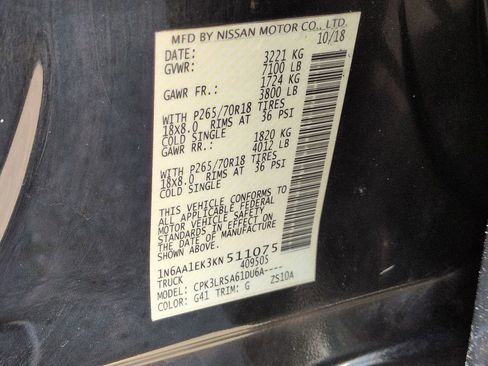 MFD BY NISSAN MOTOR CO., LTD.
DATE: 10/18
GVWR: 3221 KG
7100 LB
GAWR FR.: 1724 KG
3800 LB
WITH P265/70R18 TIRES
18X8.0 RIMS AT 36 PSI
COLD SINGLE
GAWR RR.: 1820 KG
4012 LB
WITH P265/70R18 TIRES
18X8.0 RIMS AT 36 PSI
COLD SINGLE
THIS VEHICLE CONFORMS TO
ALL APPLICABLE FEDERAL
MOTOR VEHICLE SAFETY
STANDARDS IN EFFECT ON
THE DATE OF MANUFACTURE
SHOWN ABOVE
1N6AA1EK3KN511075
TRUCK 409505
MODEL: CPK3LRSA61DU6A----
COLOR: G41 TRIM: G ZS10A